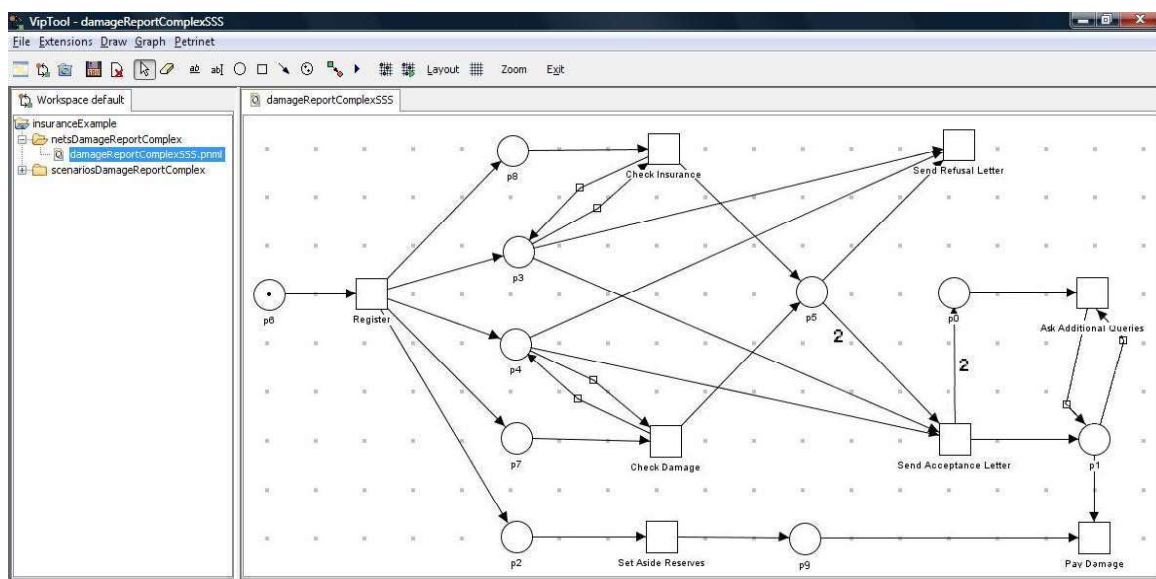 VipTool - damageReportComplexSSS
File Extensions Draw Graph Petrinet
ab abI Layout Zoom Exit
Workspace default
damageReportComplexSSS
insuranceExample
netsDamageReportComplex
damageReportComplexSSS.pnml
scenariosDamageReportComplex
p8
Check Insurance
Send Refusal Letter
p3
p6
Register
p5
p0
Ask Additional Queries
2
2
p4
p7
Check Damage
Send Acceptance Letter
p1
p2
Set Aside Reserves
p9
Pay Damage